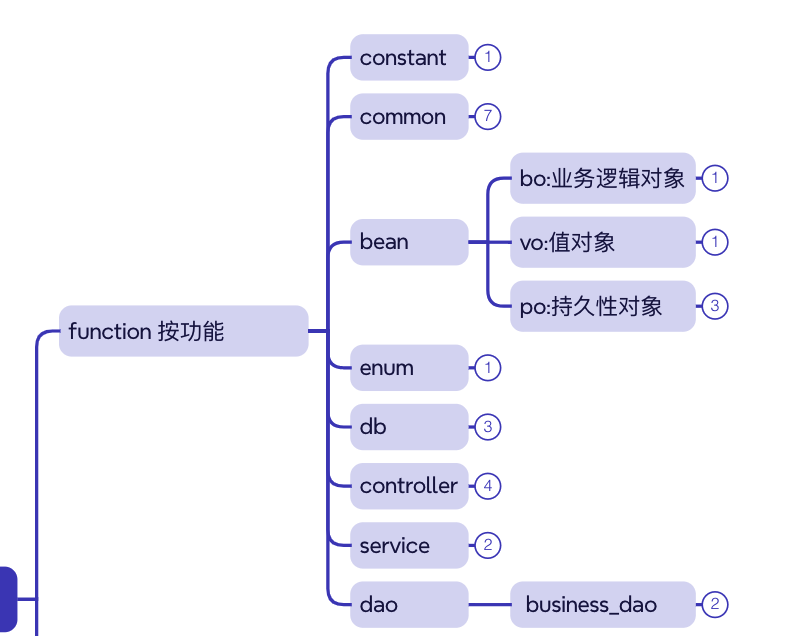 constant 1
common 7
bo:业务逻辑对象 1
bean
vo:值对象 1
po:持久性对象 3
function 按功能
enum 1
db 3
controller 4
service 2
dao
business_dao 2